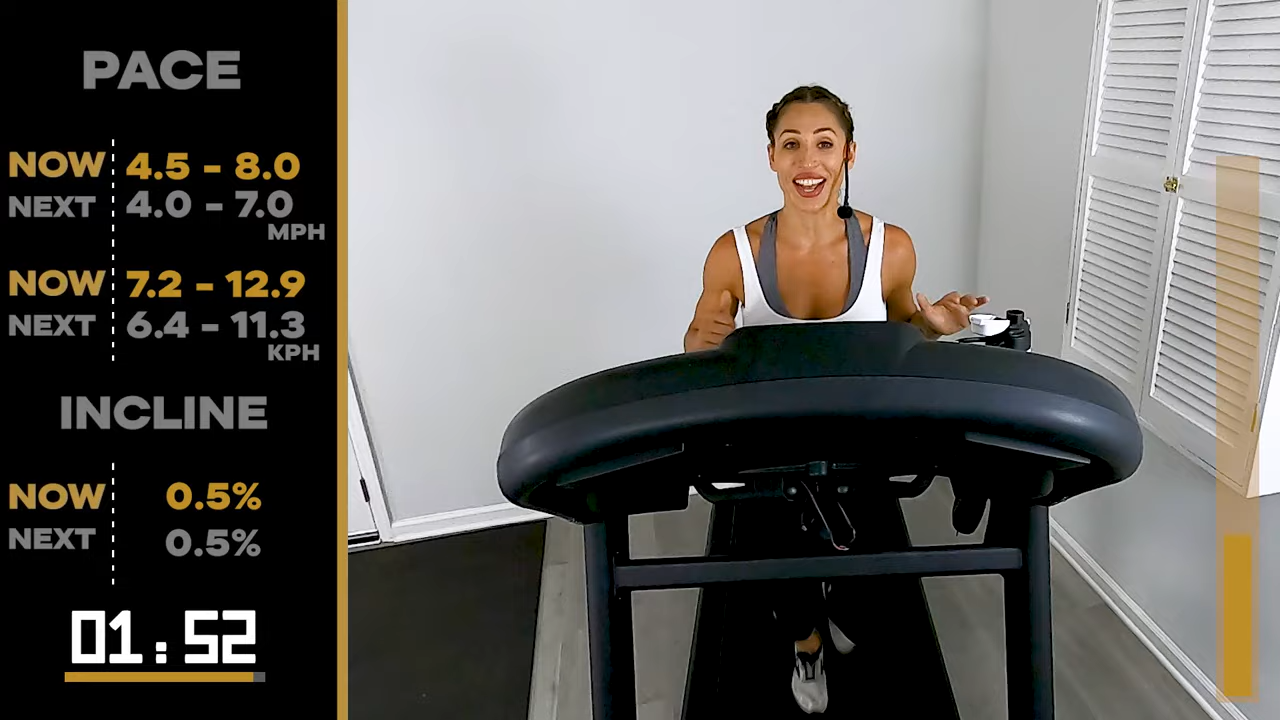 PACE
NOW 4.5 - 8.0
NEXT 4.0 - 7.0
MPH
NOW 7.2 - 12.9
NEXT 6.4 - 11.3
KPH
INCLINE
NOW 0.5%
NEXT 0.5%
01:52